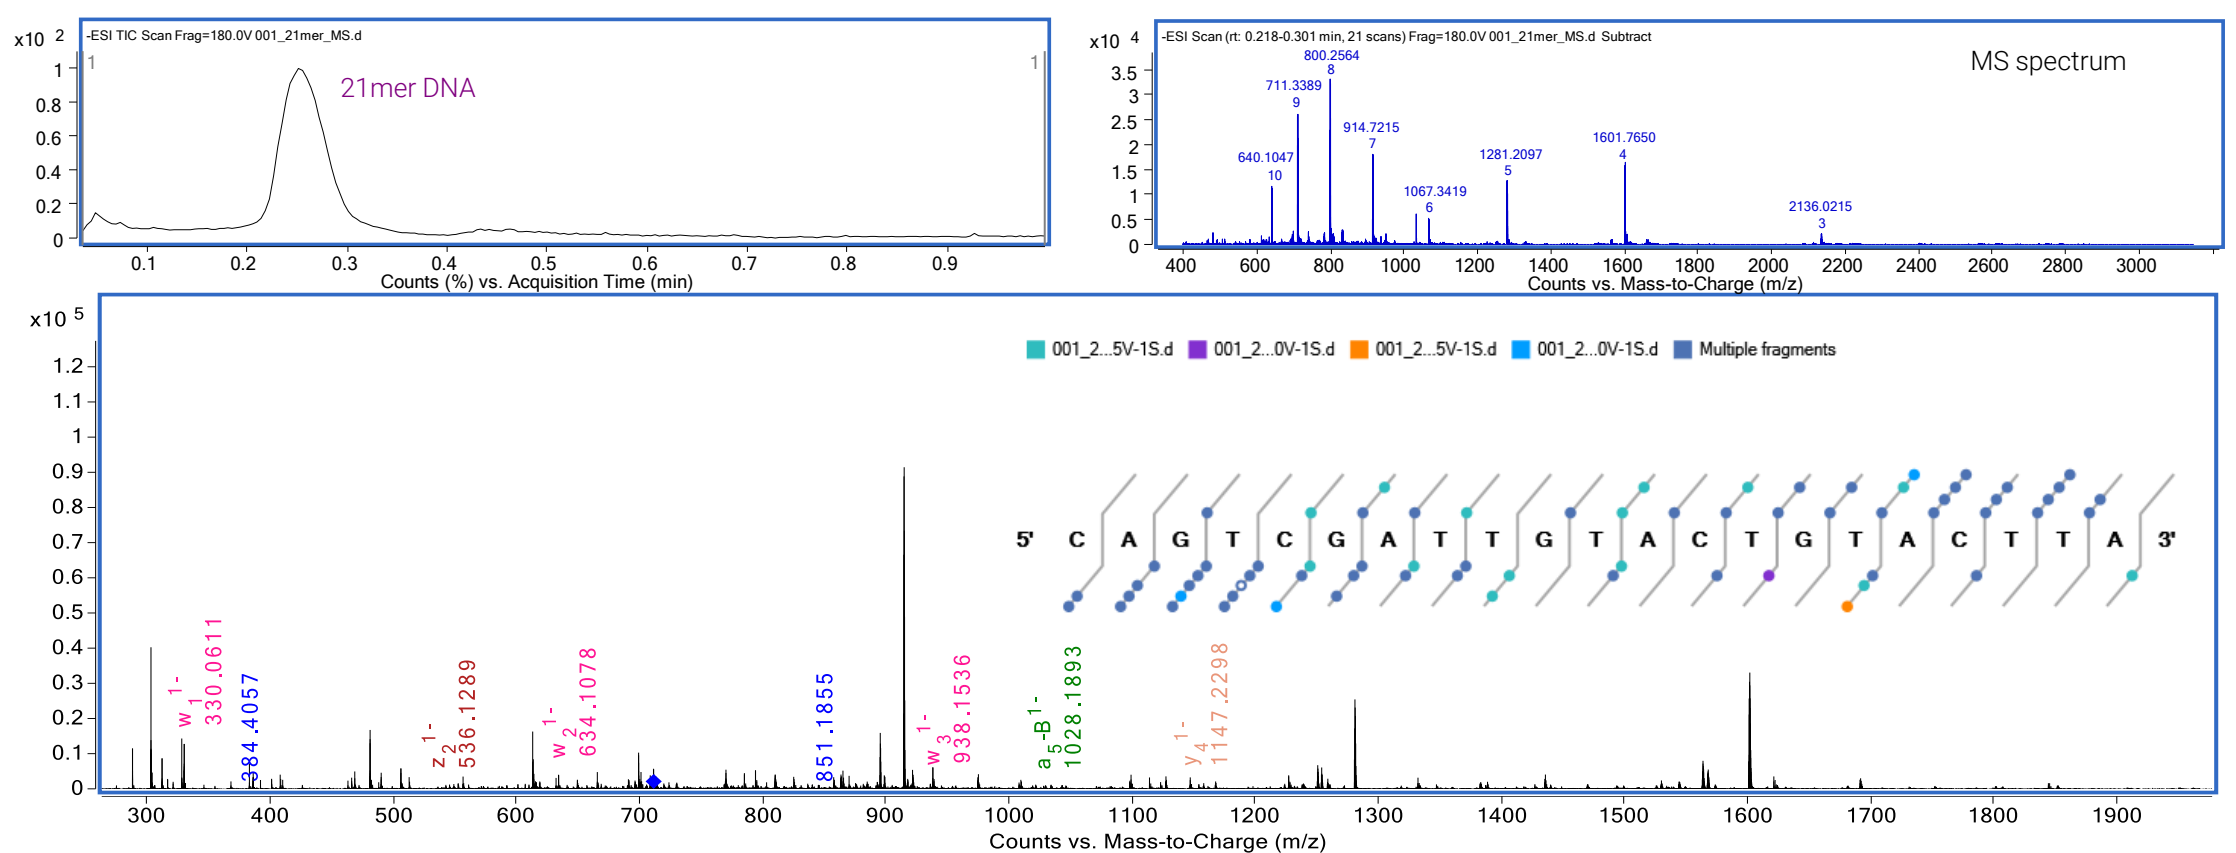 x10 2
-ESI TIC Scan Frag=180.0V 001_21mer_MS.d
1
1
21mer DNA
1
0.8
0.6
0.4
0.2
0
0.1 0.2 0.3 0.4 0.5 0.6 0.7 0.8 0.9
Counts (%) vs. Acquisition Time (min)
x10 4
-ESI Scan (rt: 0.218-0.301 min, 21 scans) Frag=180.0V 001_21mer_MS.d Subtract
MS spectrum
3.5
3
2.5
2
1.5
1
0.5
0
640.1047
10
711.3389
9
800.2564
8
914.7215
7
1067.3419
6
1281.2097
5
1601.7650
4
2136.0215
3
400 600 800 1000 1200 1400 1600 1800 2000 2200 2400 2600 2800 3000
Counts vs. Mass-to-Charge (m/z)
x10 5
1.2
1.1
1
0.9
0.8
0.7
0.6
0.5
0.4
0.3
0.2
0.1
0
001_2...5V-1S.d 001_2...0V-1S.d 001_2...5V-1S.d 001_2...0V-1S.d Multiple fragments
5' C A G T C G A T T G T A C T G T A C T T A 3'
w 1 1-
330.0611
384.4057
z 2 1-
536.1289
w 2 1-
634.1078
851.1855
w 3 1-
938.1536
a 5 -B 1-
1028.1893
y 4 1-
1147.2298
300 400 500 600 700 800 900 1000 1100 1200 1300 1400 1500 1600 1700 1800 1900
Counts vs. Mass-to-Charge (m/z)